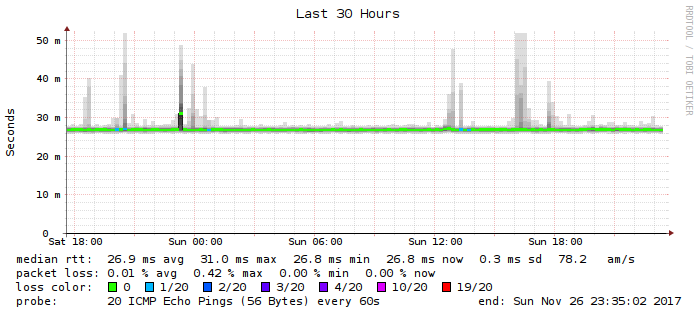 Last 30 Hours
RRDTOOL / TOBI OETIKER
Seconds
50 m
40 m
30 m
20 m
10 m
0
Sat 18:00 Sun 00:00 Sun 06:00 Sun 12:00 Sun 18:00
median rtt: 26.9 ms avg 31.0 ms max 26.8 ms min 26.8 ms now 0.3 ms sd 78.2 am/s
packet loss: 0.01 % avg 0.42 % max 0.00 % min 0.00 % now
loss color: 0 1/20 2/20 3/20 4/20 10/20 19/20
probe: 20 ICMP Echo Pings (56 Bytes) every 60s end: Sun Nov 26 23:35:02 2017